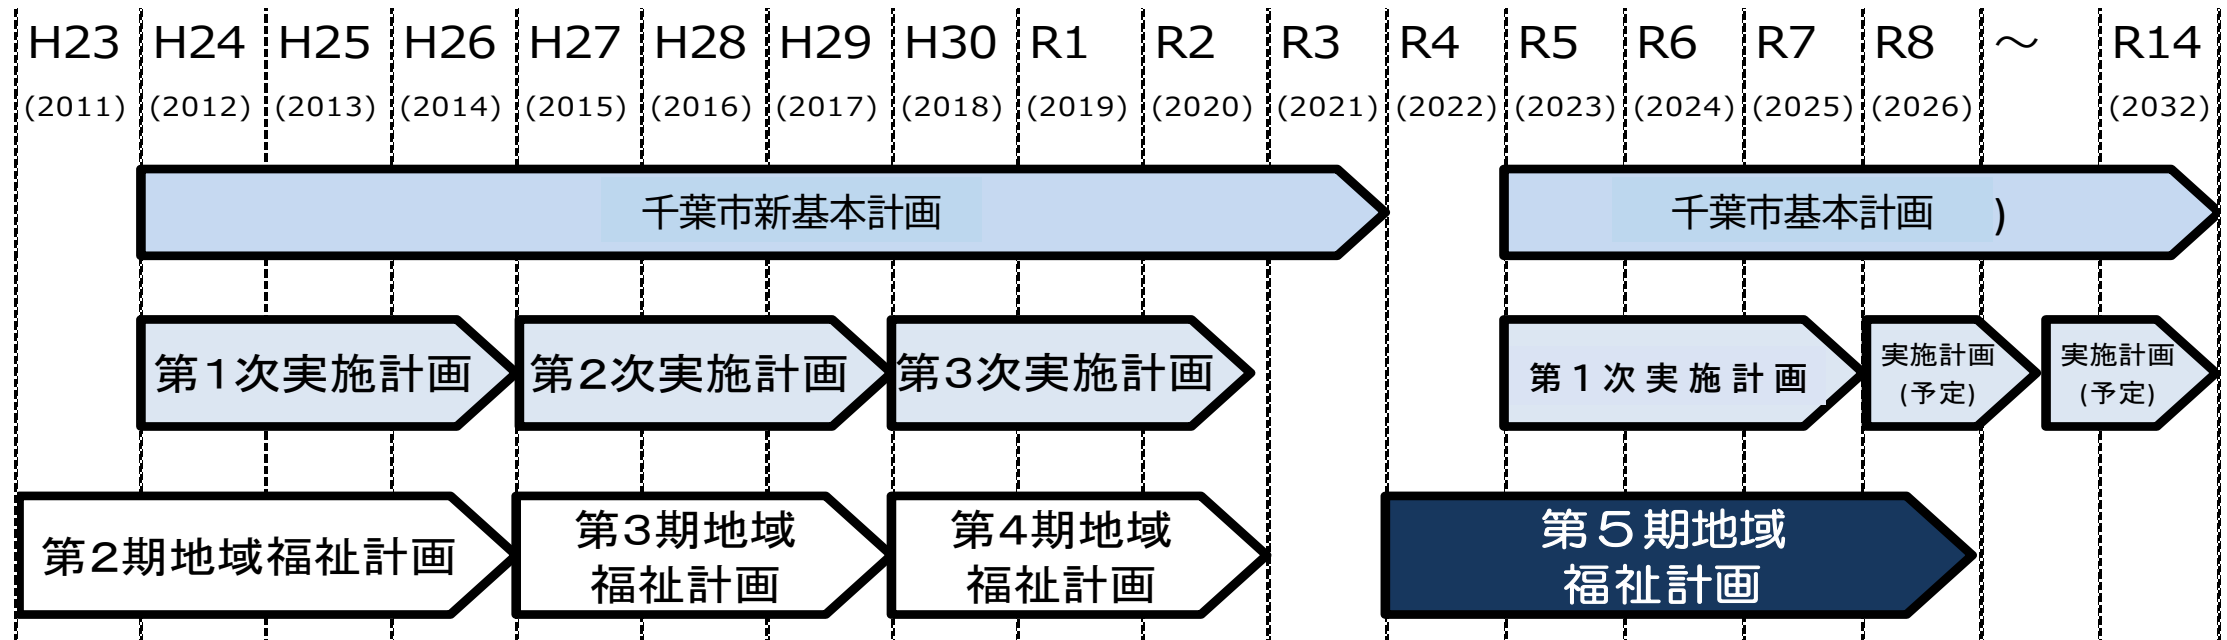 H23 H24 H25 H26 H27 H28 H29 H30 R1 R2 R3 R4 R5 R6 R7 R8 ～ R14
(2011) (2012) (2013) (2014) (2015) (2016) (2017) (2018) (2019) (2020) (2021) (2022) (2023) (2024) (2025) (2026) (2032)
千葉市新基本計画 千葉市基本計画 )
第1次実施計画 第2次実施計画 第3次実施計画 第1次実施計画
実施計画
(予定)
実施計画
(予定)
第2期地域福祉計画
第3期地域
福祉計画
第4期地域
福祉計画
第５期地域
福祉計画